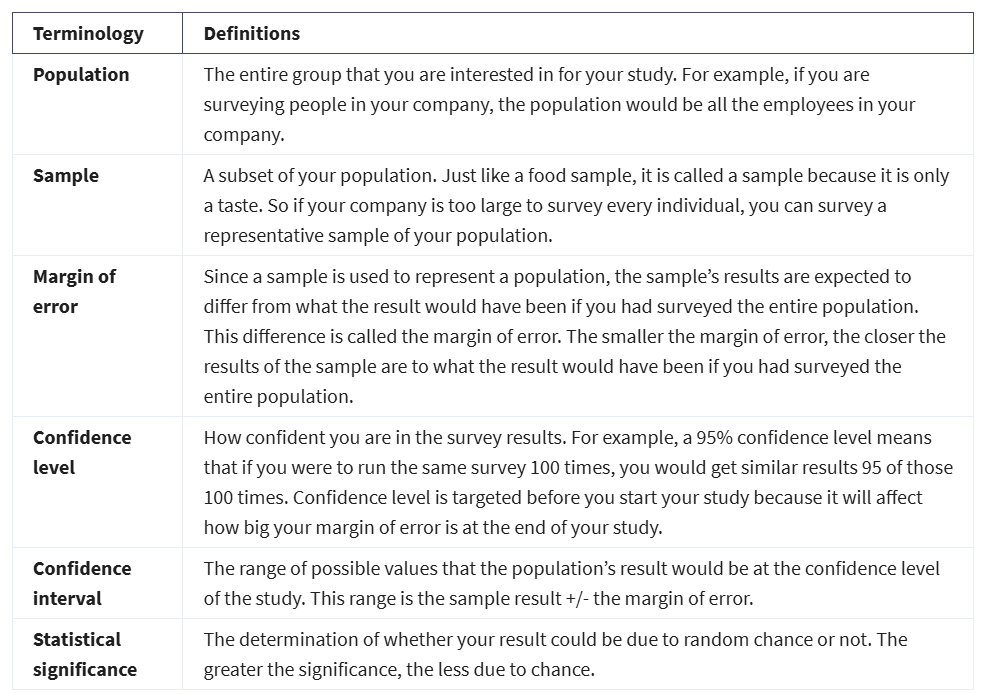 Terminology
Definitions
Population
The entire group that you are interested in for your study. For example, if you are
surveying people in your company, the population would be all the employees in your
company.
Sample
A subset of your population. Just like a food sample, it is called a sample because it is only
a taste. So if your company is too large to survey every individual, you can survey a
representative sample of your population.
Margin of
error
Since a sample is used to represent a population, the sample’s results are expected to
differ from what the result would have been if you had surveyed the entire population.
This difference is called the margin of error. The smaller the margin of error, the closer the
results of the sample are to what the result would have been if you had surveyed the
entire population.
Confidence
level
How confident you are in the survey results. For example, a 95% confidence level means
that if you were to run the same survey 100 times, you would get similar results 95 of those
100 times. Confidence level is targeted before you start your study because it will affect
how big your margin of error is at the end of your study.
Confidence
interval
The range of possible values that the population’s result would be at the confidence level
of the study. This range is the sample result +/- the margin of error.
Statistical
significance
The determination of whether your result could be due to random chance or not. The
greater the significance, the less due to chance.